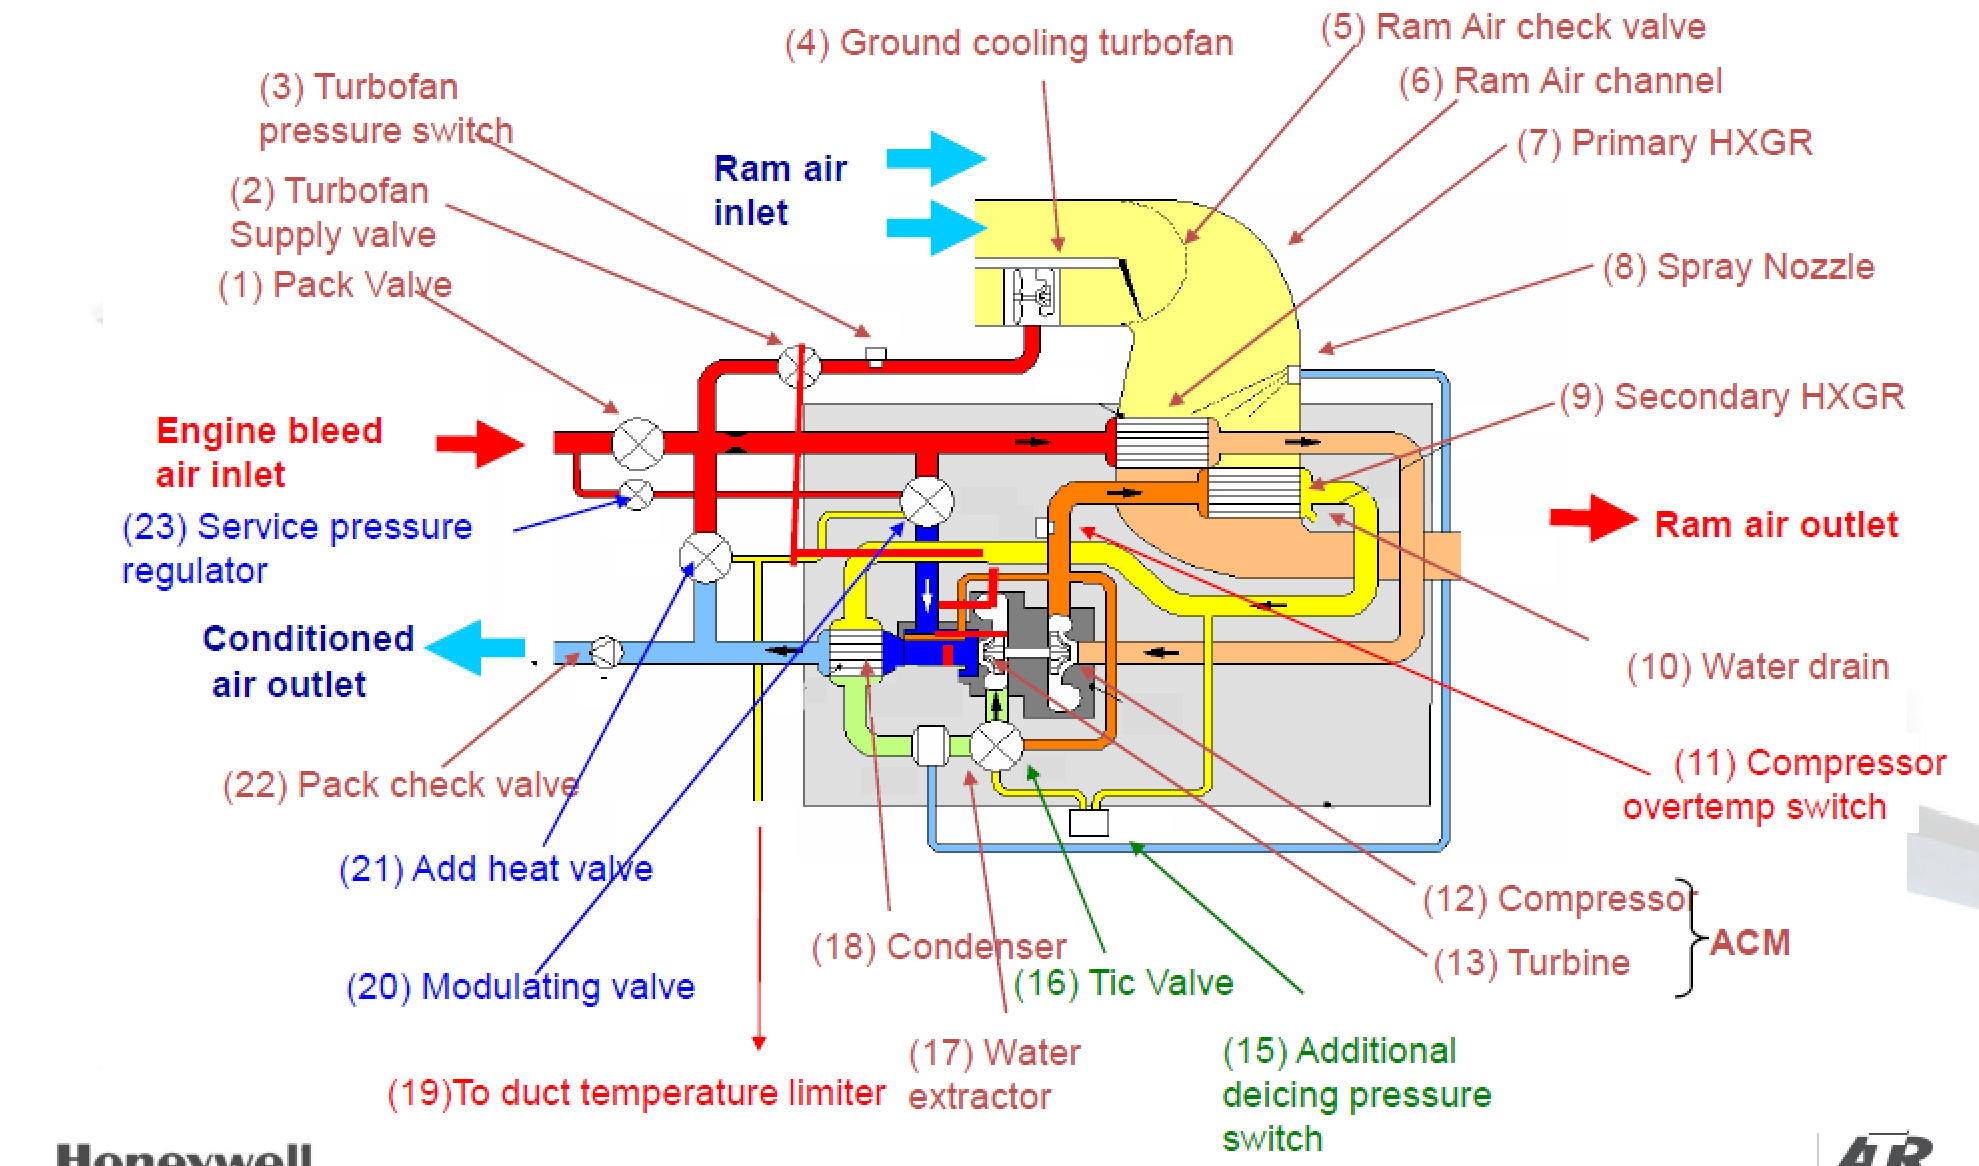 (4) Ground cooling turbofan
(5) Ram Air check valve
(6) Ram Air channel
(3) Turbofan
pressure switch
(7) Primary HXGR
Ram air
inlet
(2) Turbofan
Supply valve
(1) Pack Valve
(8) Spray Nozzle
(9) Secondary HXGR
Engine bleed
air inlet
(23) Service pressure
regulator
Ram air outlet
Conditioned
air outlet
(10) Water drain
(22) Pack check valve
(11) Compressor
overtemp switch
(21) Add heat valve
(12) Compressor
(13) Turbine
ACM
(18) Condenser
(20) Modulating valve
(16) Tic Valve
(17) Water
extractor
(15) Additional
deicing pressure
switch
(19)To duct temperature limiter
Honeywell
ATR